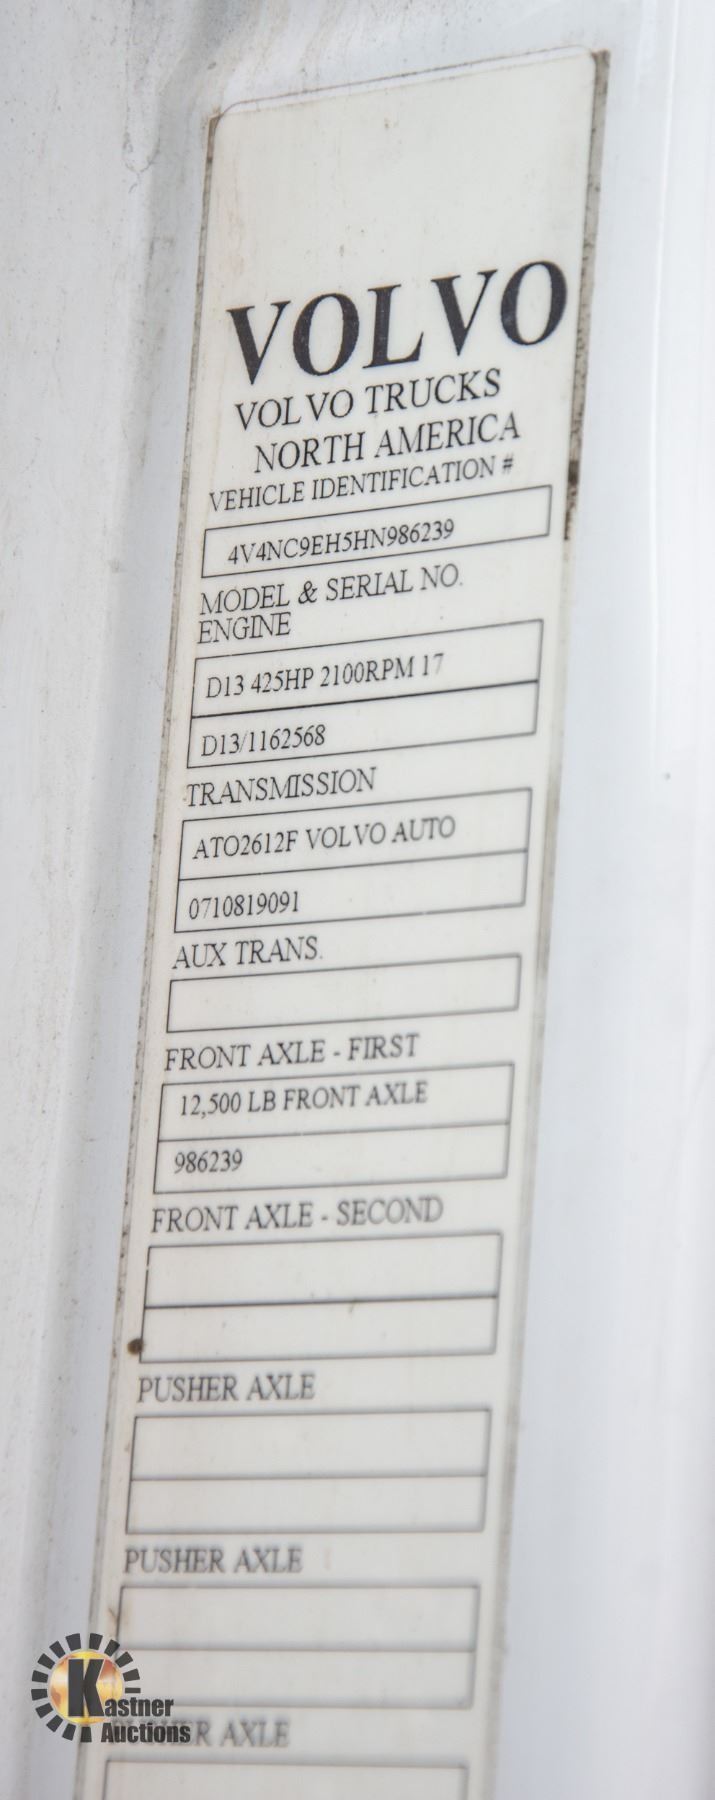 VOLVO
VOLVO TRUCKS
NORTH AMERICA
VEHICLE IDENTIFICATION #
4V4NC9EH5HN986239
MODEL & SERIAL NO.
ENGINE
D13 425HP 2100RPM 17
D13/1162568
TRANSMISSION
ATO2612F VOLVO AUTO
0710819091
AUX TRANS.
FRONT AXLE - FIRST
12,500 LB FRONT AXLE
986239
FRONT AXLE - SECOND
PUSHER AXLE
PUSHER AXLE
PUSHER AXLE
Kastner
Auctions